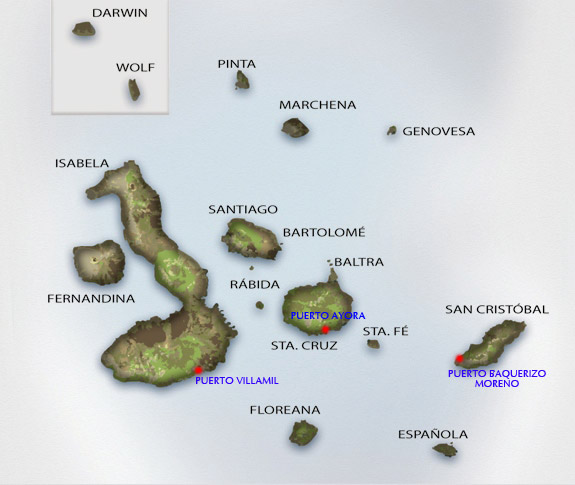 DARWIN
WOLF
PINTA
MARCHENA
GENOVESA
ISABELA
SANTIAGO
BARTOLOMÉ
BALTRA
RÁBIDA
FERNANDINA
PUERTO AYORA
SAN CRISTÓBAL
STA. FÉ
STA. CRUZ
PUERTO BAQUERIZO
MOREÑO
PUERTO VILLAMIL
FLOREANA
ESPAÑOLA